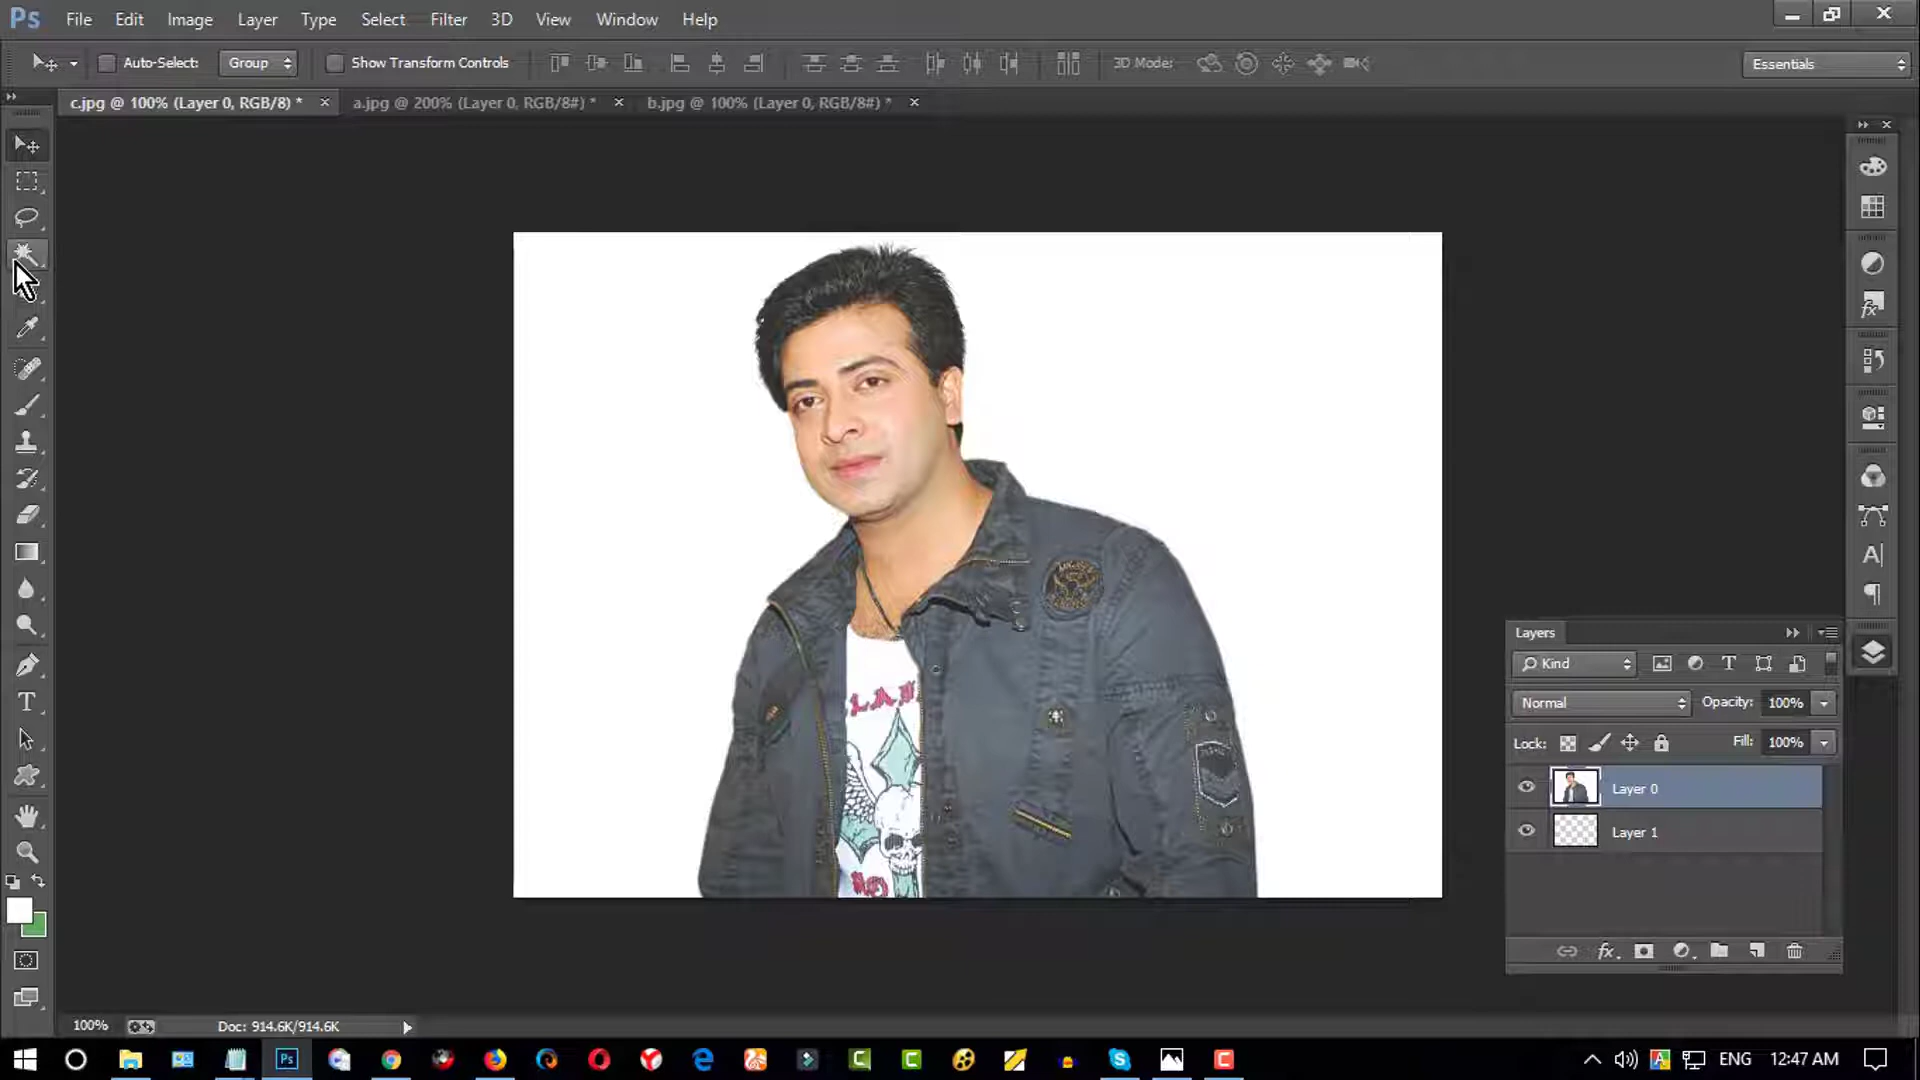 Ps File Edit Image Layer Type Select Filter 3D View Window Help
Auto-Select: Group Show Transform Controls 3D Mode: Essentials
c.jpg @ 100% (Layer 0, RGB/8) * × a.jpg @ 200% (Layer 0, RGB/8#) * × b.jpg @ 100% (Layer 0, RGB/8#) * ×
Layers
Kind
Normal Opacity: 100%
Lock: Fill: 100%
Layer 0
Layer 1
100% Doc: 914.6K/914.6K
ENG 12:47 AM